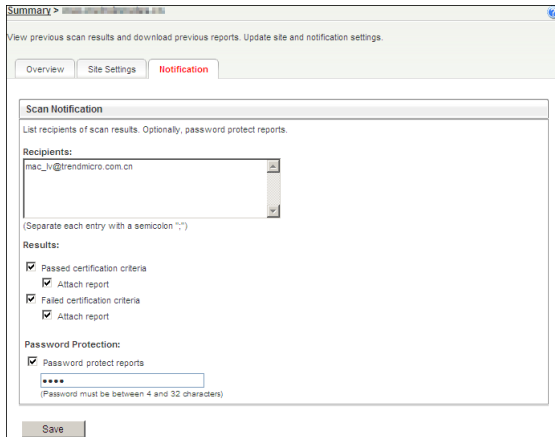 Summary >
View previous scan results and download previous reports. Update site and notification settings.
Overview Site Settings Notification
Scan Notification
List recipients of scan results. Optionally, password protect reports.
Recipients:
mac_lv@trendmicro.com.cn
(Separate each entry with a semicolon ";")
Results:
Passed certification criteria
Attach report
Failed certification criteria
Attach report
Password Protection:
Password protect reports
••••
(Password must be between 4 and 32 characters)
Save